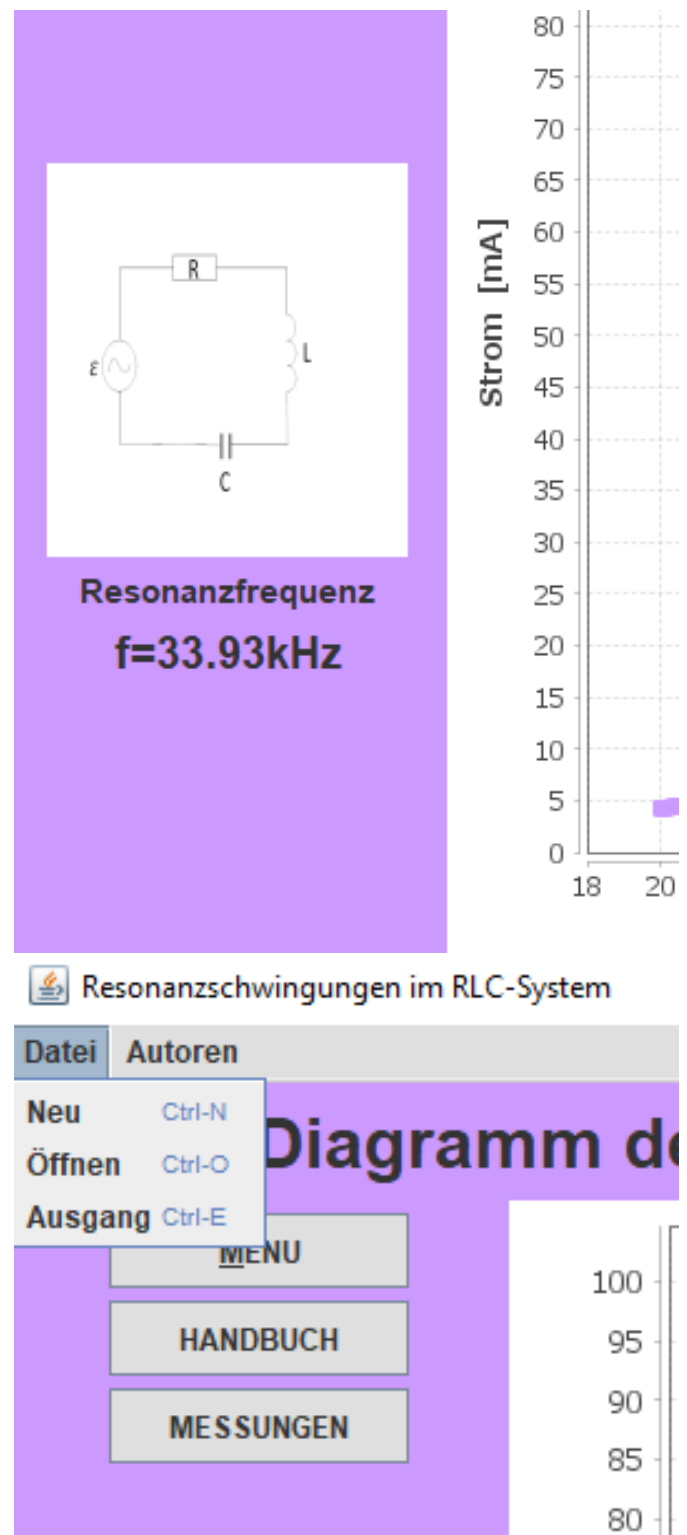 80
75
70
65
60
55
50
45
40
35
30
25
20
15
10
5
0
Strom [mA]
18 20
R
ε
L
C
Resonanzfrequenz
f=33.93kHz
Resonanzschwingungen im RLC-System
Datei Autoren
Neu Ctrl-N
Öffnen Ctrl-O
Ausgang Ctrl-E
Diagramm de
MENU
HANDBUCH
MESSUNGEN
100
95
90
85
80